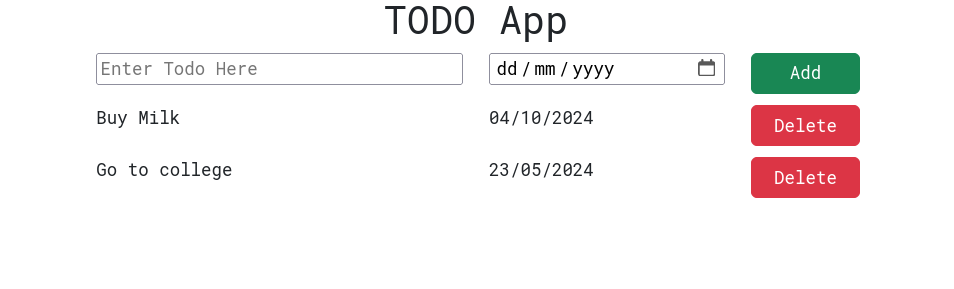 TODO App
Enter Todo Here dd/mm/yyyy Add
Buy Milk 04/10/2024 Delete
Go to college 23/05/2024 Delete